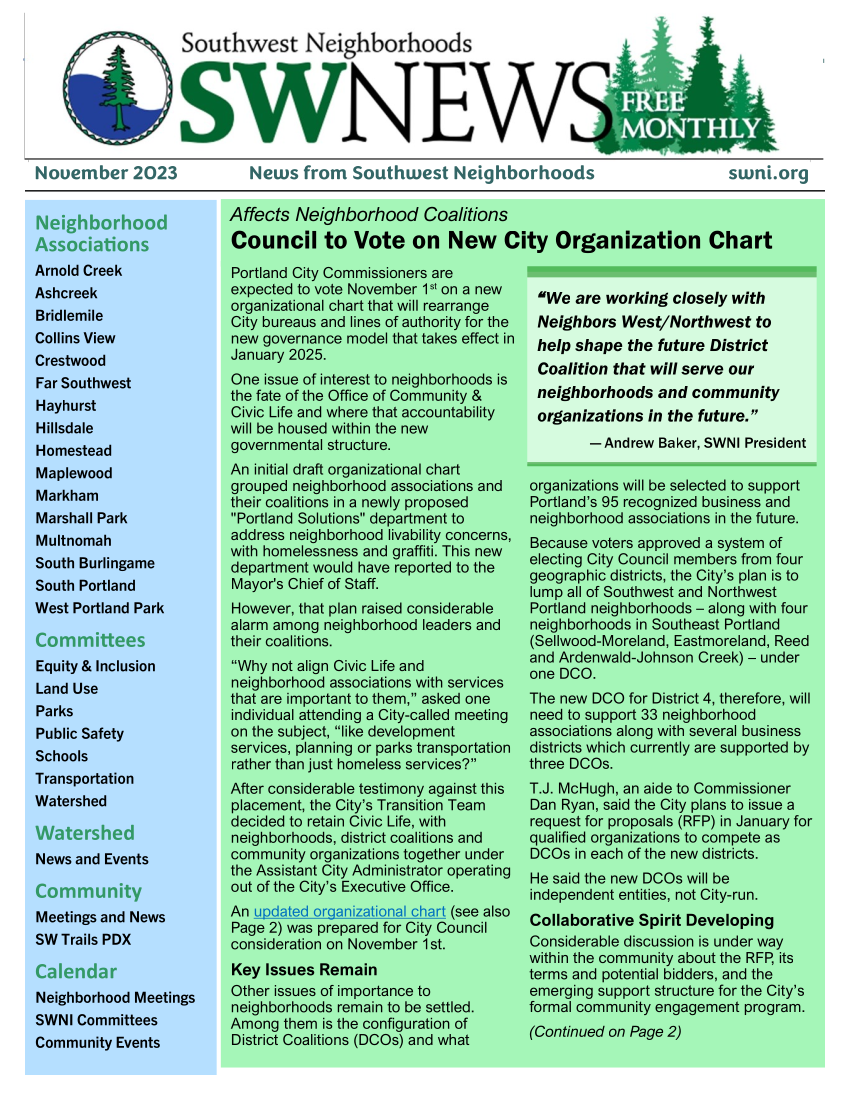 Southwest Neighborhoods
SWNEWS
FREE
MONTHLY
November 2023 News from Southwest Neighborhoods swni.org
Neighborhood
Associations
Arnold Creek
Ashcreek
Bridlemile
Collins View
Crestwood
Far Southwest
Hayhurst
Hillsdale
Homestead
Maplewood
Markham
Marshall Park
Multnomah
South Burlingame
South Portland
West Portland Park
Committees
Equity & Inclusion
Land Use
Parks
Public Safety
Schools
Transportation
Watershed
Watershed
News and Events
Community
Meetings and News
SW Trails PDX
Calendar
Neighborhood Meetings
SWNI Committees
Community Events
Affects Neighborhood Coalitions
Council to Vote on New City Organization Chart
Portland City Commissioners are
expected to vote November 1st on a new
organizational chart that will rearrange
City bureaus and lines of authority for the
new governance model that takes effect in
January 2025.
One issue of interest to neighborhoods is
the fate of the Office of Community &
Civic Life and where that accountability
will be housed within the new
governmental structure.
An initial draft organizational chart
grouped neighborhood associations and
their coalitions in a newly proposed
"Portland Solutions" department to
address neighborhood livability concerns,
with homelessness and graffiti. This new
department would have reported to the
Mayor's Chief of Staff.
However, that plan raised considerable
alarm among neighborhood leaders and
their coalitions.
“Why not align Civic Life and
neighborhood associations with services
that are important to them,” asked one
individual attending a City-called meeting
on the subject, “like development
services, planning or parks transportation
rather than just homeless services?”
After considerable testimony against this
placement, the City’s Transition Team
decided to retain Civic Life, with
neighborhoods, district coalitions and
community organizations together under
the Assistant City Administrator operating
out of the City’s Executive Office.
An updated organizational chart (see also
Page 2) was prepared for City Council
consideration on November 1st.
Key Issues Remain
Other issues of importance to
neighborhoods remain to be settled.
Among them is the configuration of
District Coalitions (DCOs) and what
“We are working closely with
Neighbors West/Northwest to
help shape the future District
Coalition that will serve our
neighborhoods and community
organizations in the future.”
— Andrew Baker, SWNI President
organizations will be selected to support
Portland’s 95 recognized business and
neighborhood associations in the future.
Because voters approved a system of
electing City Council members from four
geographic districts, the City’s plan is to
lump all of Southwest and Northwest
Portland neighborhoods – along with four
neighborhoods in Southeast Portland
(Sellwood-Moreland, Eastmoreland, Reed
and Ardenwald-Johnson Creek) – under
one DCO.
The new DCO for District 4, therefore, will
need to support 33 neighborhood
associations along with several business
districts which currently are supported by
three DCOs.
T.J. McHugh, an aide to Commissioner
Dan Ryan, said the City plans to issue a
request for proposals (RFP) in January for
qualified organizations to compete as
DCOs in each of the new districts.
He said the new DCOs will be
independent entities, not City-run.
Collaborative Spirit Developing
Considerable discussion is under way
within the community about the RFP, its
terms and potential bidders, and the
emerging support structure for the City’s
formal community engagement program.
(Continued on Page 2)